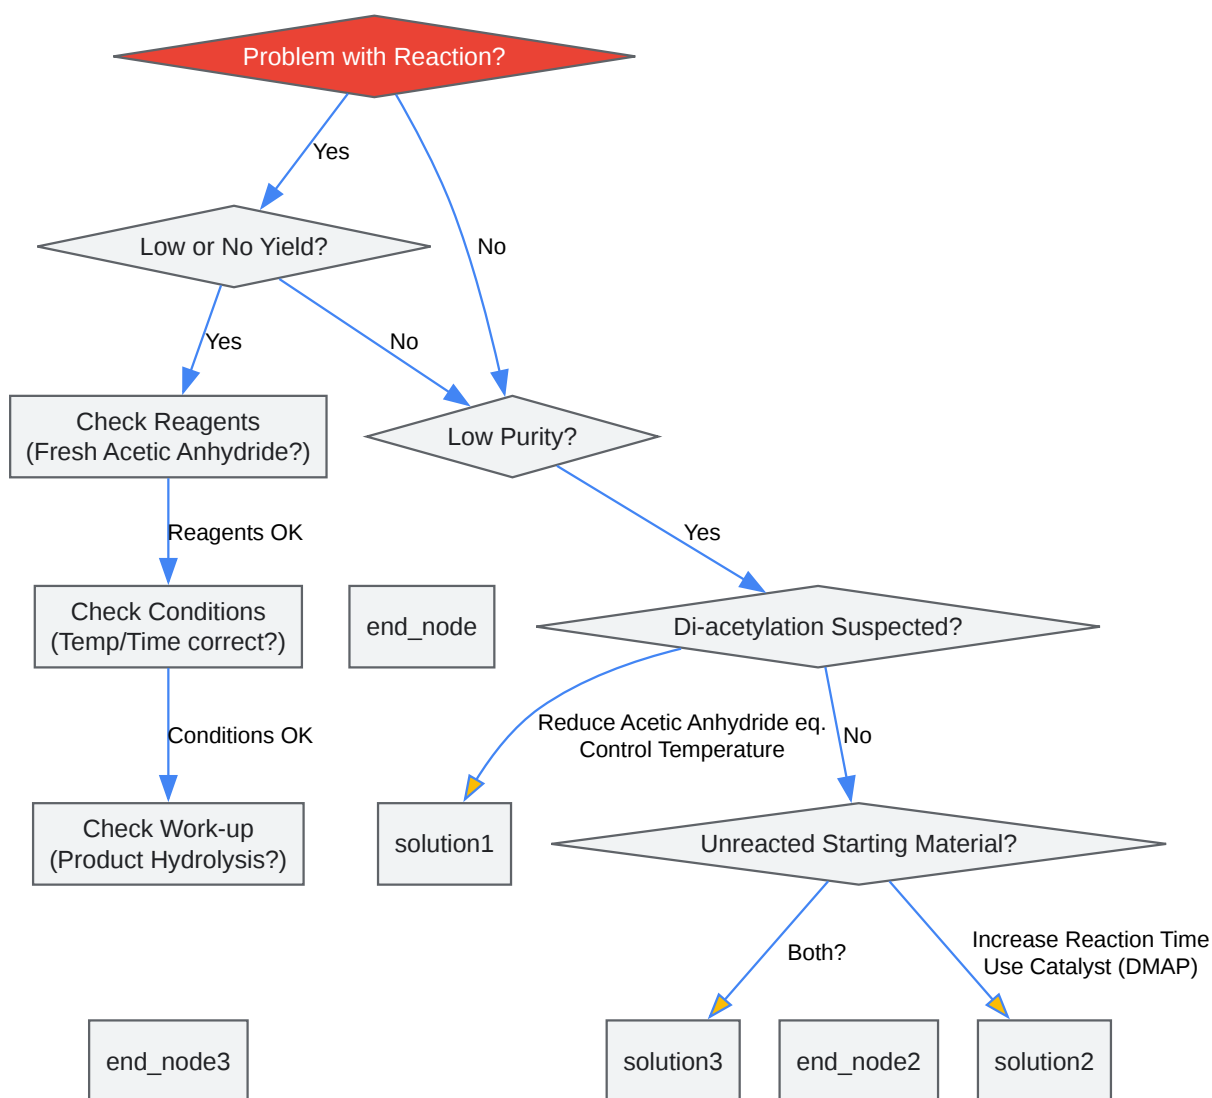 Problem with Reaction?
Yes
Low or No Yield?
No
Yes
No
Check Reagents
(Fresh Acetic Anhydride?)
Low Purity?
Reagents OK
Yes
Check Conditions
(Temp/Time correct?)
end_node
Di-acetylation Suspected?
Conditions OK
Reduce Acetic Anhydride eq.
Control Temperature
No
Check Work-up
(Product Hydrolysis?)
solution1
Unreacted Starting Material?
Both?
Increase Reaction Time
Use Catalyst (DMAP)
end_node3
solution3
end_node2
solution2